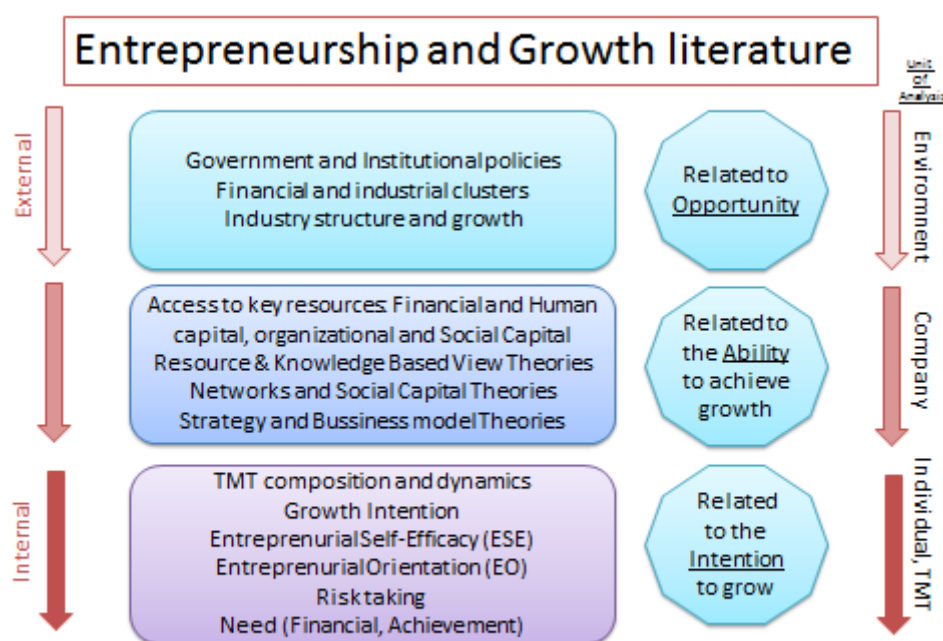 Entrepreneurship and Growth literature
Unit
of
Analysis
External
Government and Institutional policies
Financial and industrial clusters
Industry structure and growth
Related to
Opportunity
Enviromnent
Access to key resources: Financial and Human
capital, organizational and Social Capital
Resource & Knowledge Based View Theories
Networks and Social Capital Theories
Strategy and Bussiness model Theories
Related to
the Ability
to achieve
growth
Company
Internal
TMT composition and dynamics
Growth Intention
Entreprenurial Self-Efficacy (ESE)
Entreprenurial Orientation (EO)
Risk taking
Need (Financial, Achievement)
Related
to the
Intention
to grow
Individual, TMT